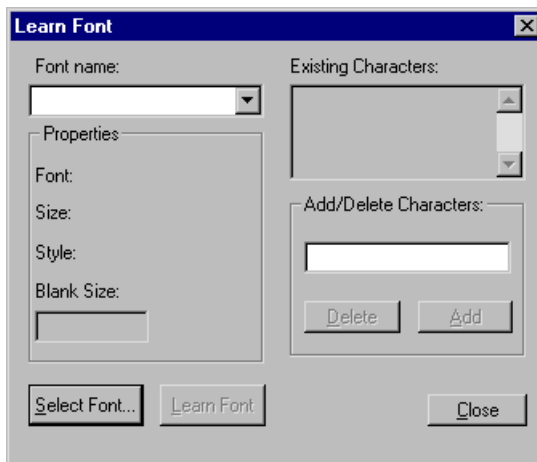 Learn Font
Font name:
Existing Characters:
Properties
Font:
Size:
Style:
Blank Size:
Add/Delete Characters:
Delete
Add
Select Font...
Learn Font
Close